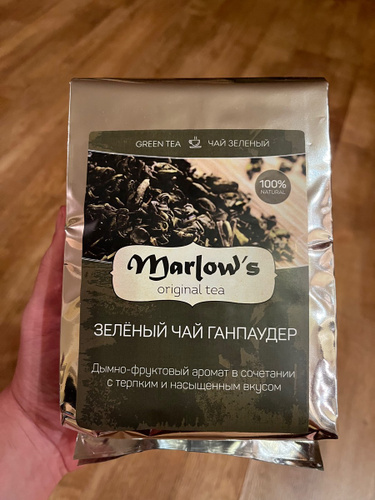 GREEN TEA ЧАЙ ЗЕЛЕНЫЙ
100%
NATURAL
Marlow's
original tea
ЗЕЛЁНЫЙ ЧАЙ ГАНПАУДЕР
Дымно-фруктовый аромат в сочетании
с терпким и насыщенным вкусом